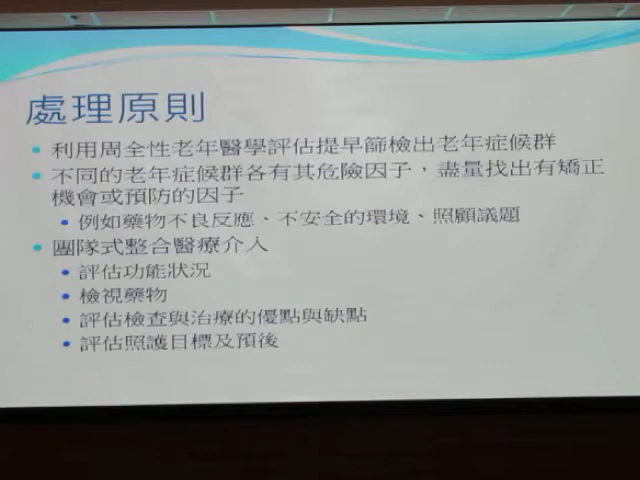 處理原則
• 利用周全性老年醫學評估提早篩檢出老年症候群
• 不同的老年症候群各有其危險因子，盡量找出有矯正
機會或預防的因子
• 例如藥物不良反應、不安全的環境、照顧議題
• 團隊式整合醫療介入
• 評估功能狀況
• 檢視藥物
• 評估檢查與治療的優點與缺點
• 評估照護目標及預後